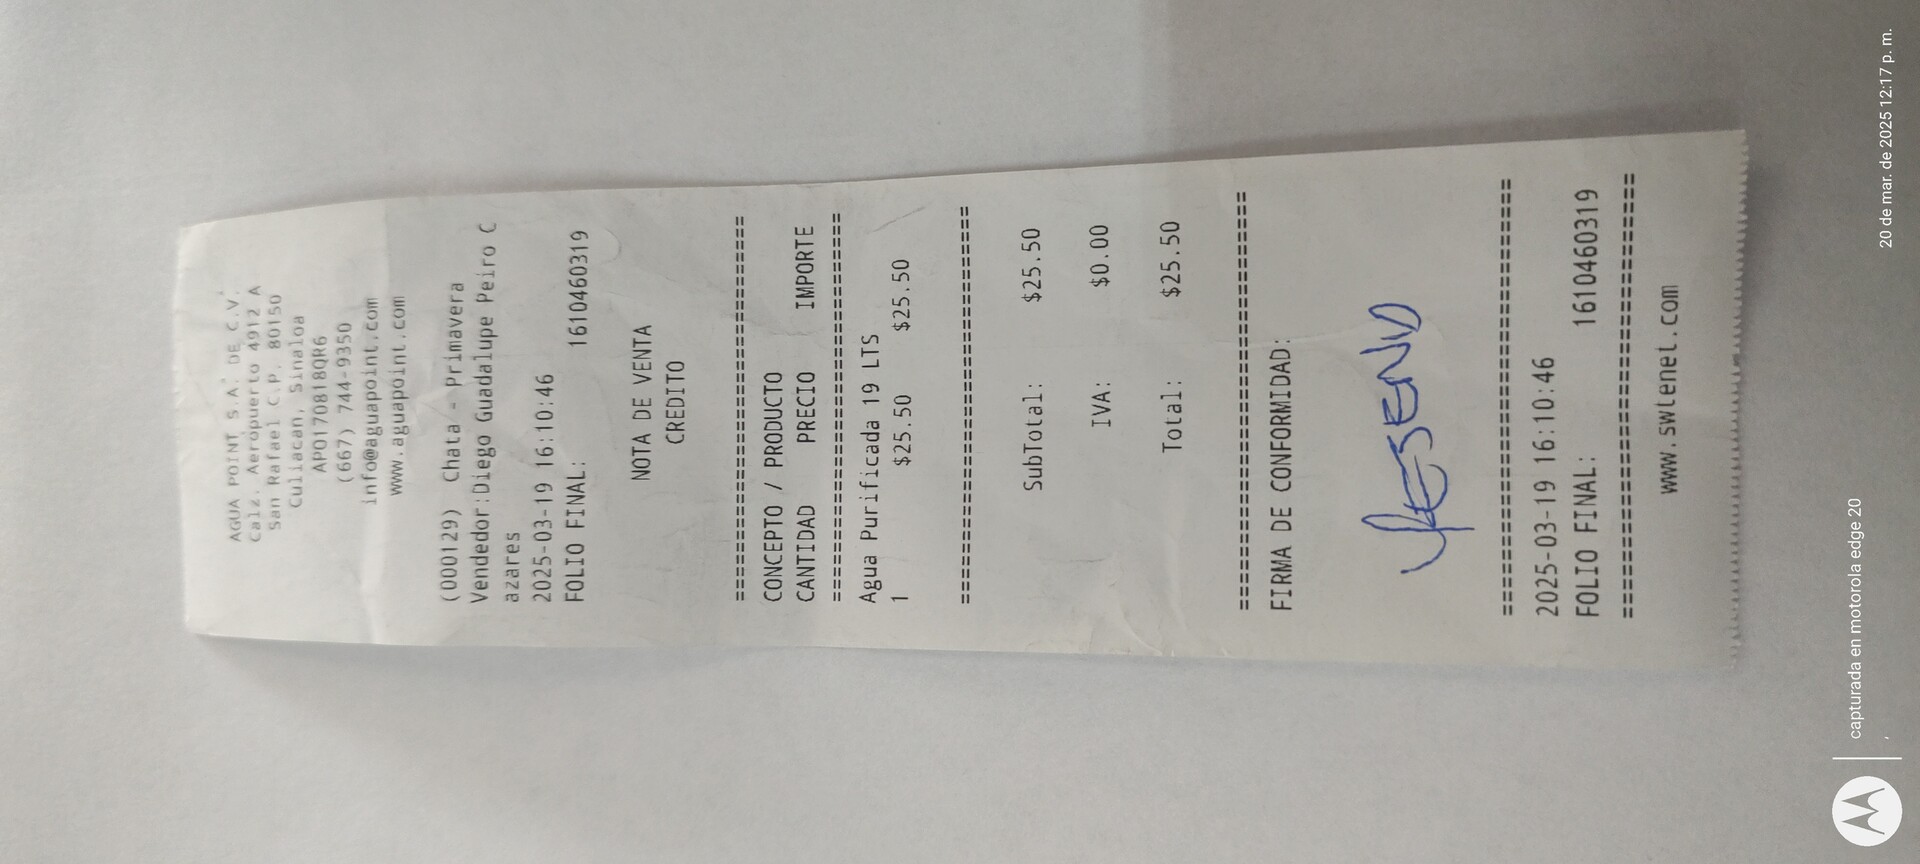 AGUA POINT S.A. DE C.V.
Calz. Aeropuerto 4912 A
San Rafael C.P. 80150
Culiacan, Sinaloa
APO170818QR6
(667) 744-9350
info@aguapoint.com
www.aguapoint.com
(000129) Chata - Primavera
Vendedor:Diego Guadalupe Peiro C
azares
2025-03-19 16:10:46
FOLIO FINAL: 1610460319
NOTA DE VENTA
CREDITO
================================
CONCEPTO / PRODUCTO
CANTIDAD PRECIO IMPORTE
================================
Agua Purificada 19 LTS
1 $25.50 $25.50
================================
SubTotal: $25.50
IVA: $0.00
Total: $25.50
================================
FIRMA DE CONFORMIDAD:
YESENIA
================================
2025-03-19 16:10:46
FOLIO FINAL: 1610460319
================================
www.swtenet.com
capturada en motorola edge 20
20 de mar. de 2025 12:17 p. m.